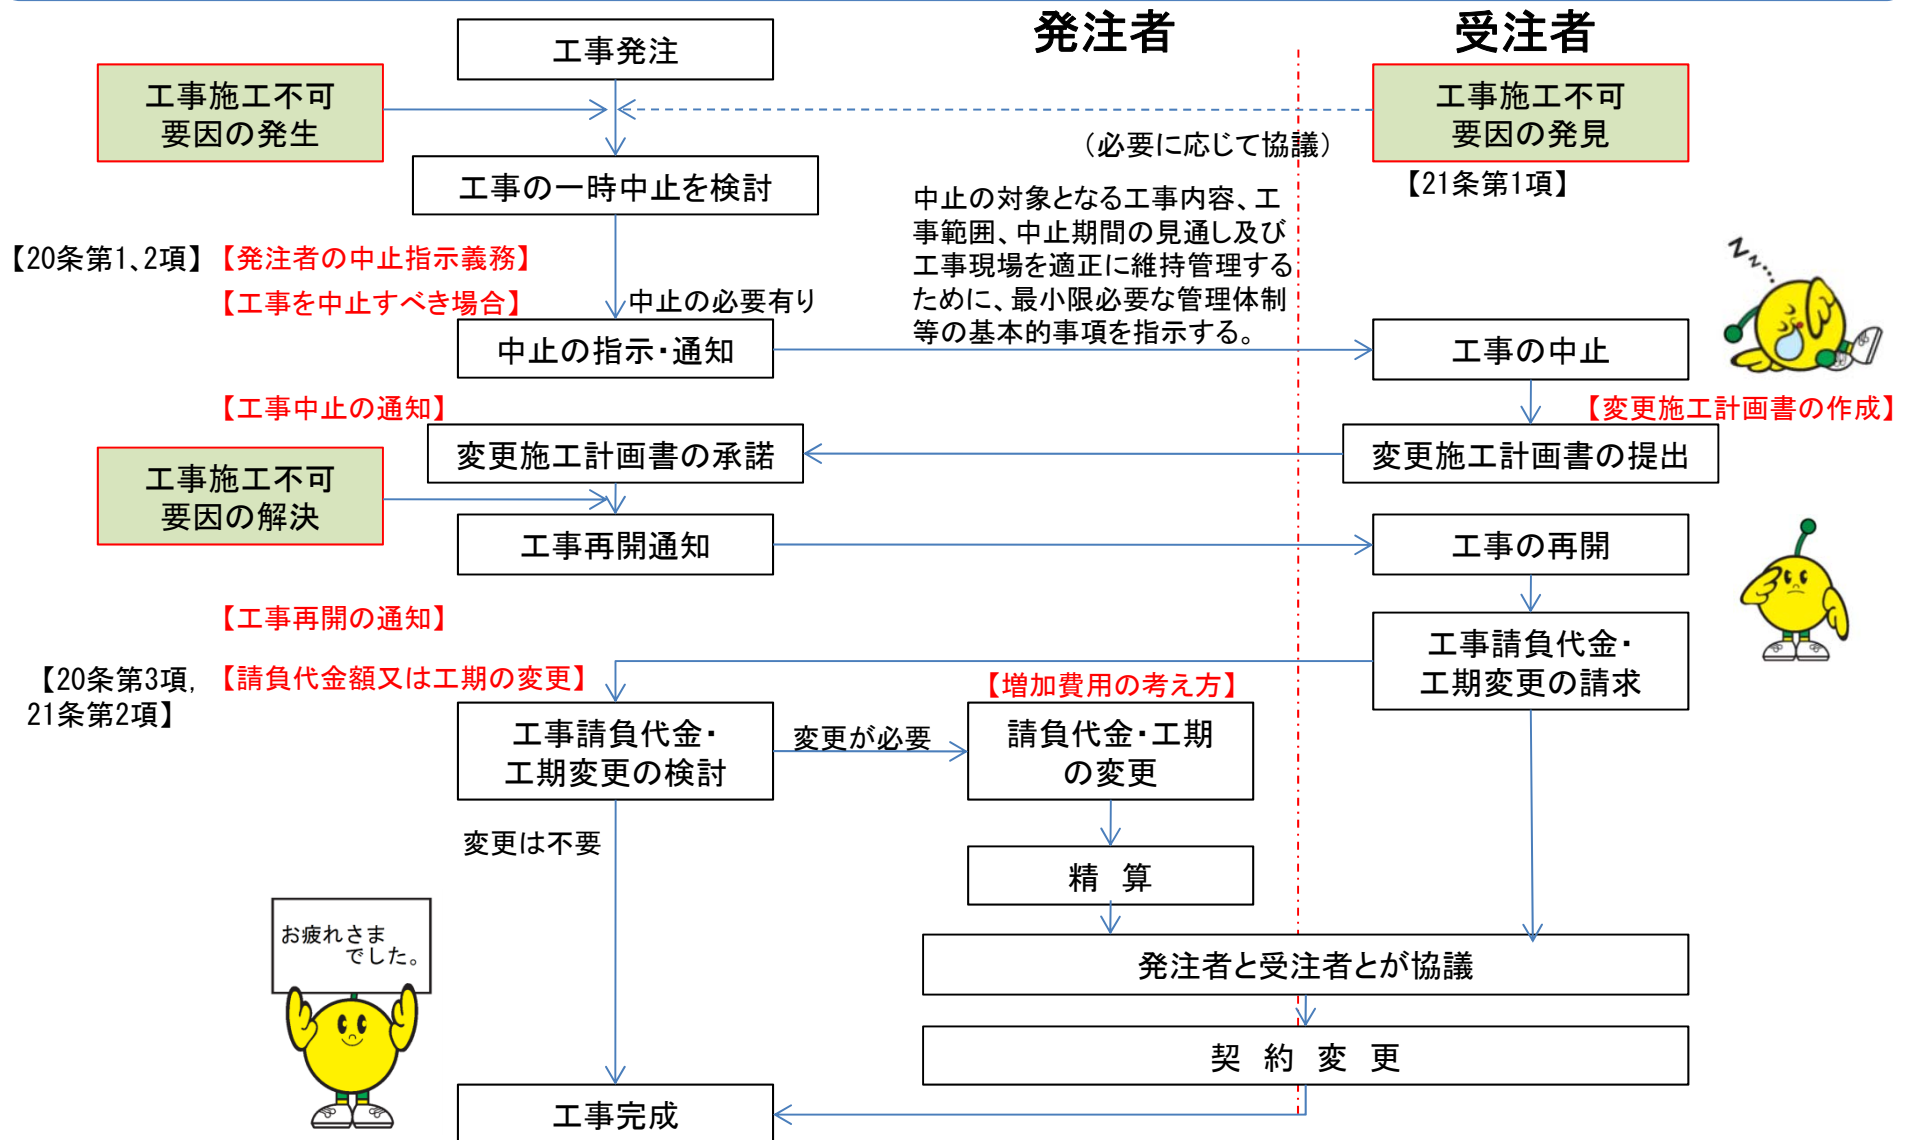 発注者
受注者
工事発注
工事施工不可
要因の発生
工事施工不可
要因の発見
（必要に応じて協議）
【21条第1項】
工事の一時中止を検討
中止の対象となる工事内容、工
事範囲、中止期間の見通し及び
工事現場を適正に維持管理する
ために、最小限必要な管理体制
等の基本的事項を指示する。
【20条第1、2項】
【発注者の中止指示義務】
【工事を中止すべき場合】
中止の必要有り
中止の指示・通知
工事の中止
ZZ...
【工事中止の通知】
【変更施工計画書の作成】
変更施工計画書の承諾
変更施工計画書の提出
工事施工不可
要因の解決
工事再開通知
工事の再開
【工事再開の通知】
工事請負代金・
工期変更の請求
【20条第3項,
21条第2項】
【請負代金額又は工期の変更】
【増加費用の考え方】
工事請負代金・
工期変更の検討
変更が必要
請負代金・工期
の変更
変更は不要
精　算
お疲れさま
でした。
発注者と受注者とが協議
契　約　変　更
工事完成